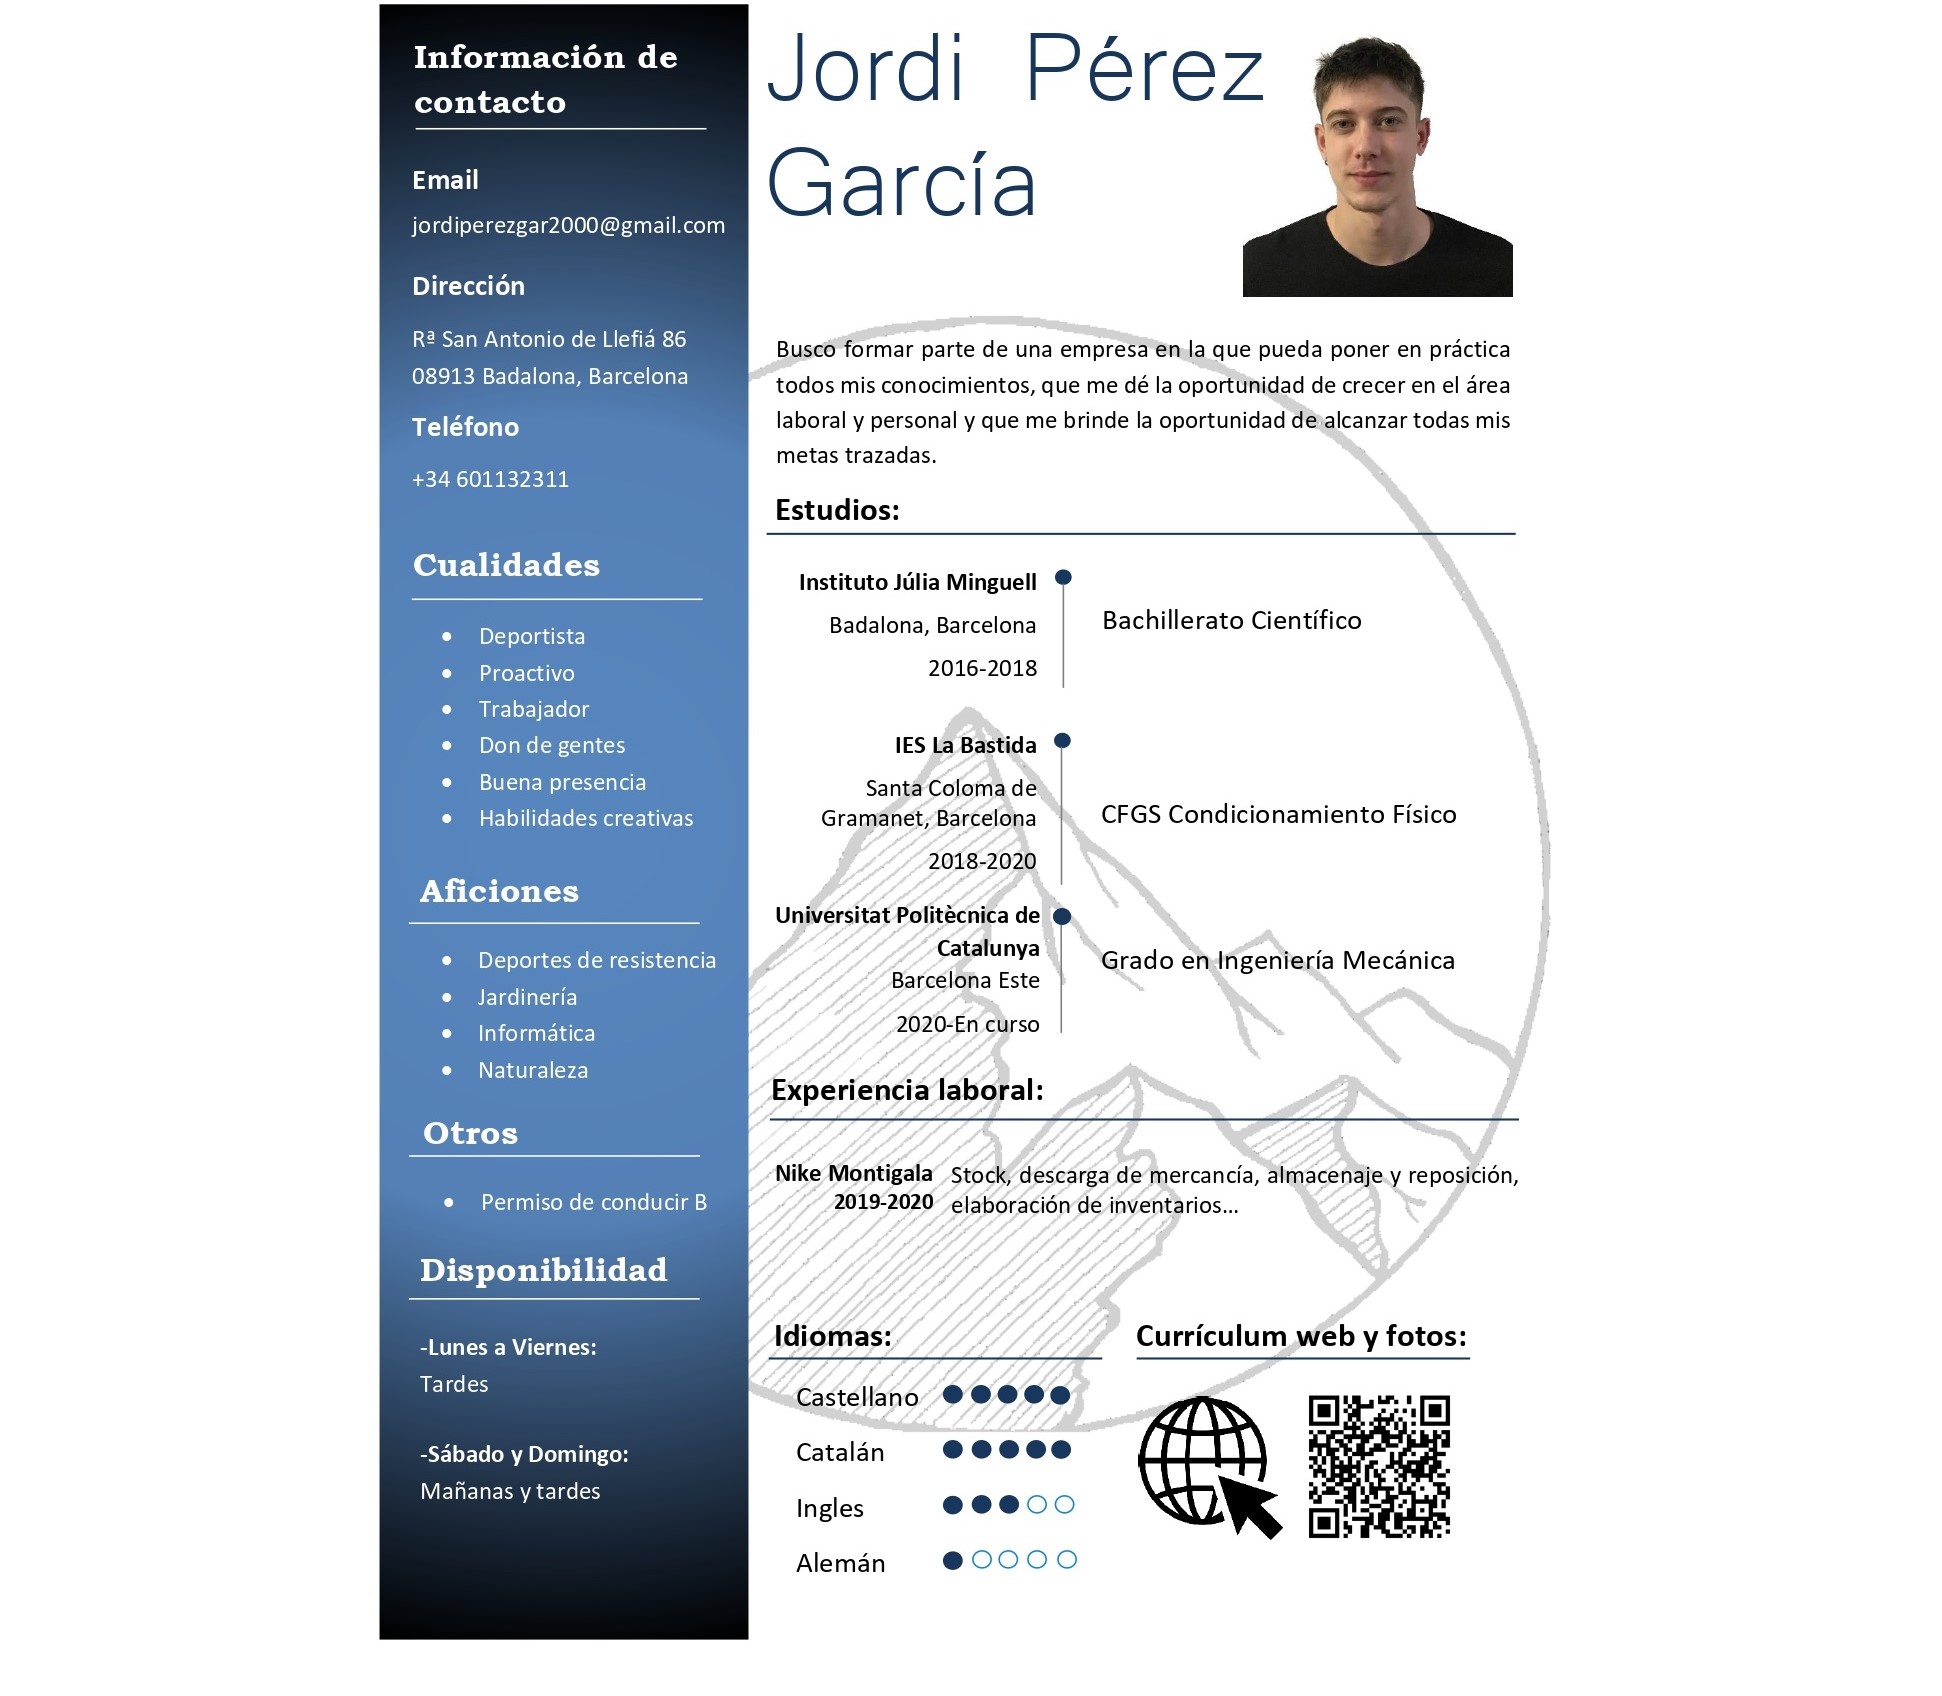 Información de
contacto
Email
jordiperezgar2000@gmail.com
Dirección
Rª San Antonio de Llefiá 86
08913 Badalona, Barcelona
Teléfono
+34 601132311
Cualidades
• Deportista
• Proactivo
• Trabajador
• Don de gentes
• Buena presencia
• Habilidades creativas
Aficiones
• Deportes de resistencia
• Jardinería
• Informática
• Naturaleza
Otros
• Permiso de conducir B
Disponibilidad
-Lunes a Viernes:
Tardes
-Sábado y Domingo:
Mañanas y tardes
Jordi Pérez
García
Busco formar parte de una empresa en la que pueda poner en práctica
todos mis conocimientos, que me dé la oportunidad de crecer en el área
laboral y personal y que me brinde la oportunidad de alcanzar todas mis
metas trazadas.
Estudios:
Instituto Júlia Minguell
Badalona, Barcelona
2016-2018
Bachillerato Científico
IES La Bastida
Santa Coloma de
Gramanet, Barcelona
2018-2020
CFGS Condicionamiento Físico
Universitat Politècnica de
Catalunya
Barcelona Este
2020-En curso
Grado en Ingeniería Mecánica
Experiencia laboral:
Nike Montigala
2019-2020
Stock, descarga de mercancía, almacenaje y reposición,
elaboración de inventarios...
Idiomas:
Castellano
Catalán
Ingles
Alemán
Currículum web y fotos: